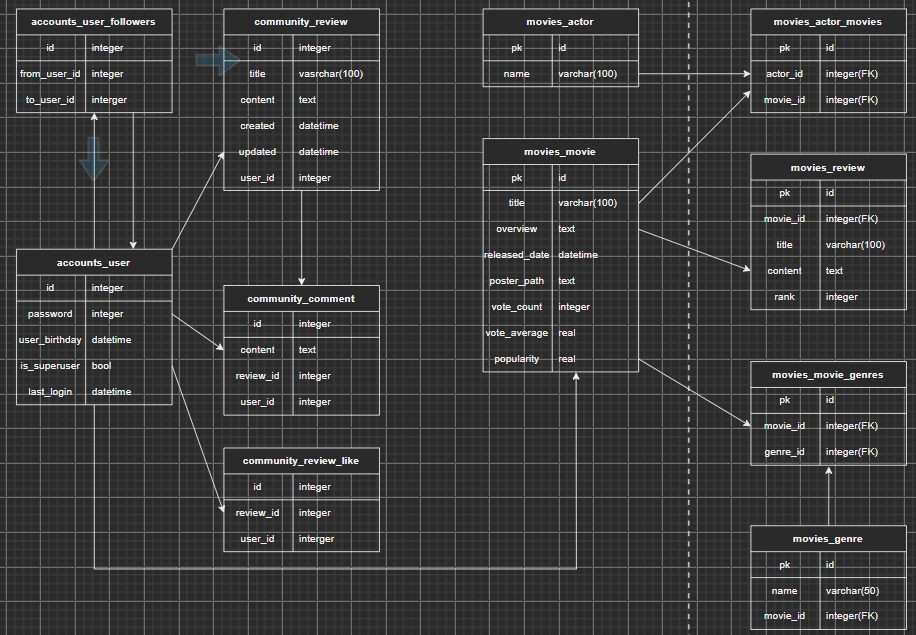 accounts_user_followers
id integer
from_user_id integer
to_user_id interger
community_review
id integer
title vasrchar(100)
content text
created datetime
updated datetime
user_id integer
movies_actor
pk id
name varchar(100)
movies_actor_movies
pk id
actor_id integer(FK)
movie_id integer(FK)
movies_movie
pk id
title varchar(100)
overview text
released_date datetime
poster_path text
vote_count integer
vote_average real
popularity real
movies_review
pk id
movie_id integer(FK)
title varchar(100)
content text
rank integer
accounts_user
id integer
password integer
user_birthday datetime
is_superuser bool
last_login datetime
community_comment
id integer
content text
review_id integer
user_id integer
movies_movie_genres
pk id
movie_id integer(FK)
genre_id integer(FK)
community_review_like
id integer
review_id integer
user_id interger
movies_genre
pk id
name varchar(50)
movie_id integer(FK)